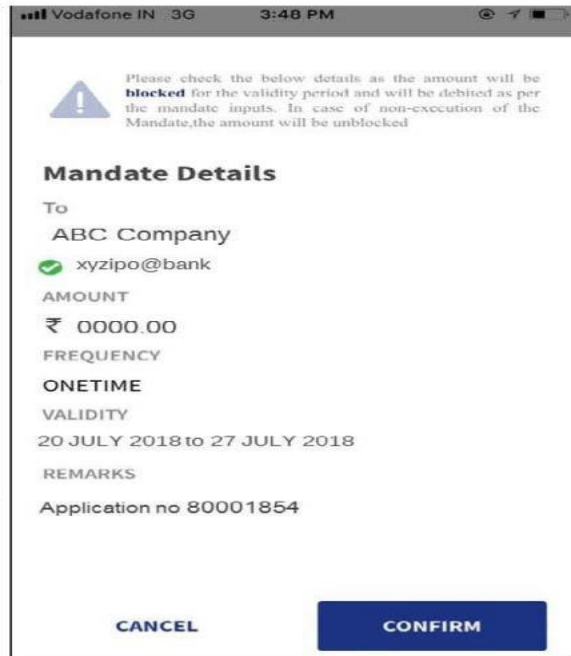 Vodafone IN 3G 3:48 PM
Please check the below details as the amount will be
blocked for the validity period and will be debited as per
the mandate inputs. In case of non-execution of the
Mandate,the amount will be unblocked
Mandate Details
To
ABC Company
xyzipo@bank
AMOUNT
₹ 0000.00
FREQUENCY
ONETIME
VALIDITY
20 JULY 2018 to 27 JULY 2018
REMARKS
Application no 80001854
CANCEL CONFIRM